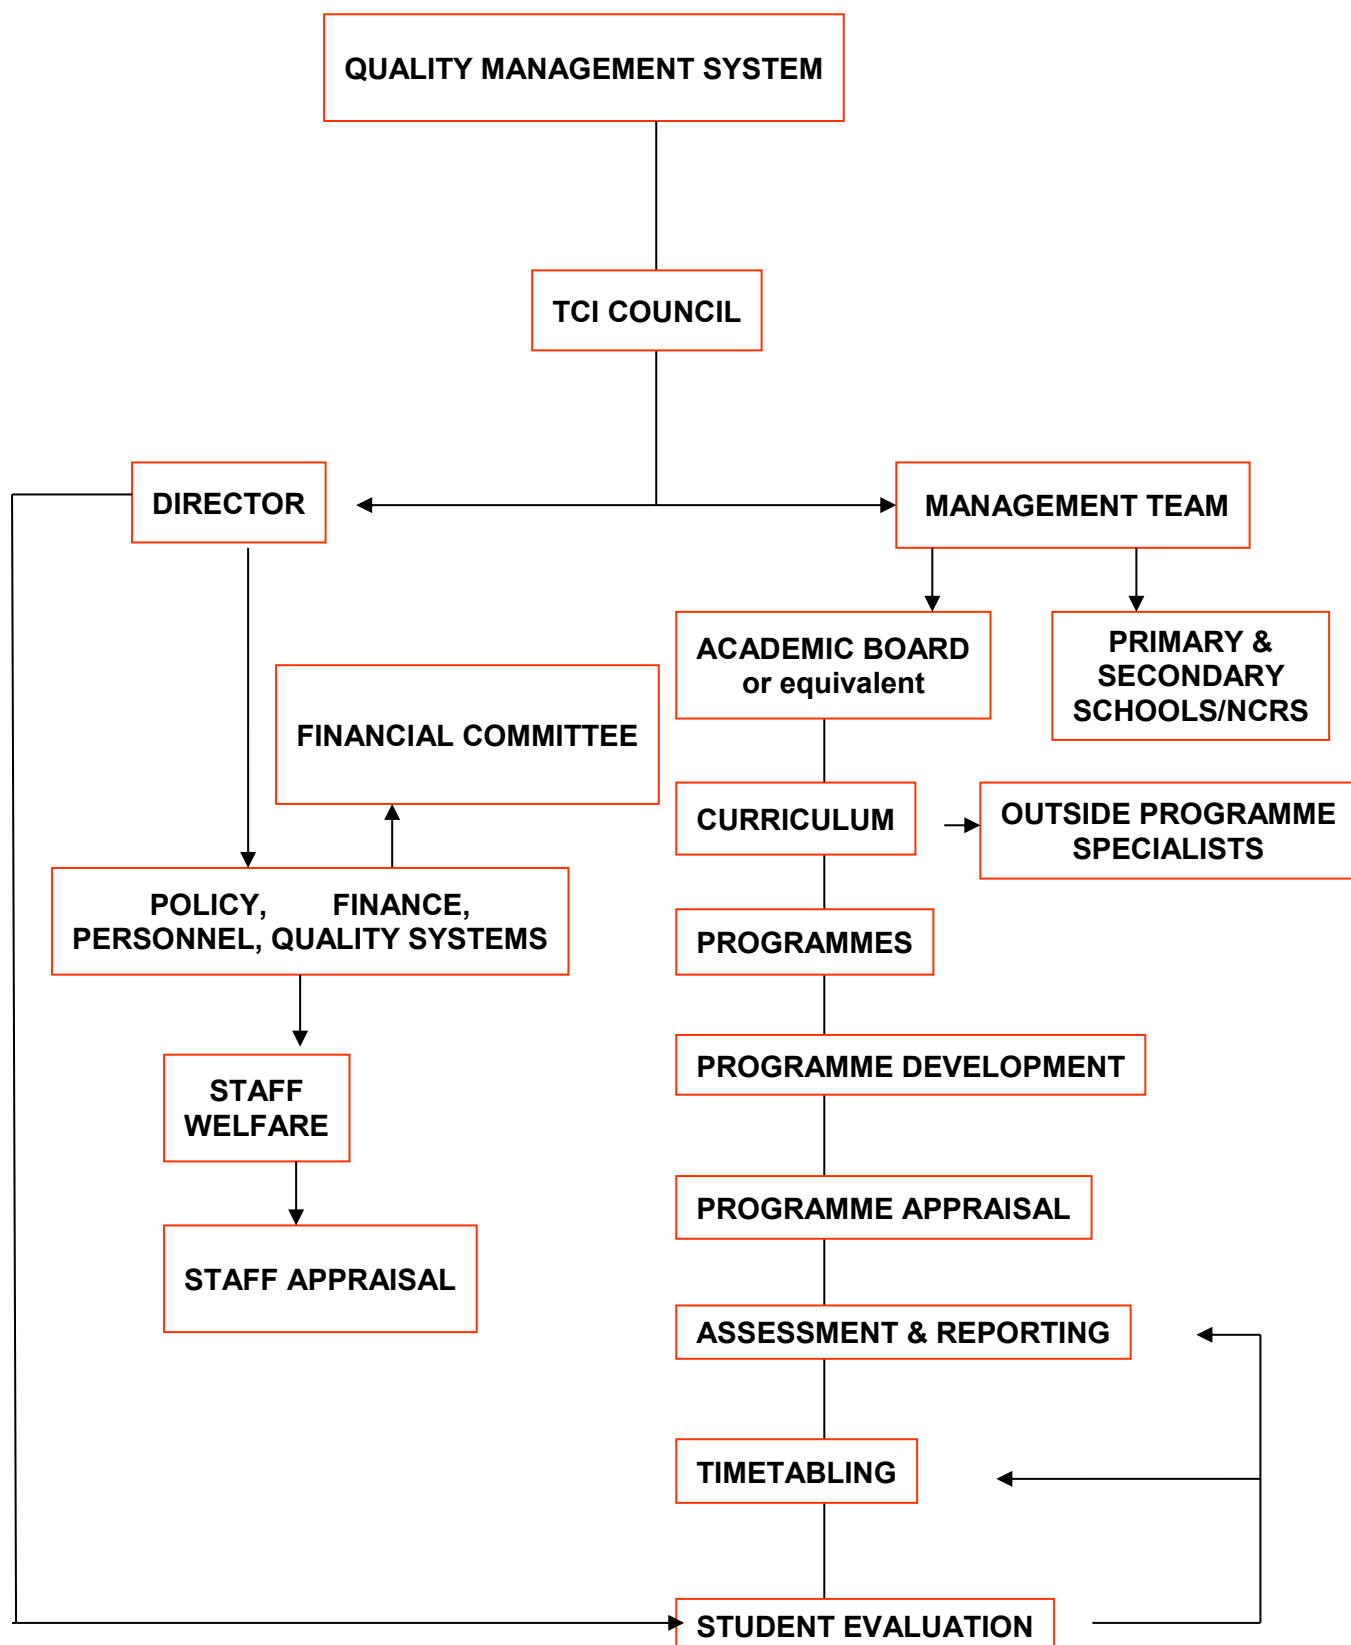 QUALITY MANAGEMENT SYSTEM
TCI COUNCIL
DIRECTOR
MANAGEMENT TEAM
ACADEMIC BOARD
or equivalent
PRIMARY &
SECONDARY
SCHOOLS/NCRS
FINANCIAL COMMITTEE
CURRICULUM
OUTSIDE PROGRAMME
SPECIALISTS
POLICY, FINANCE,
PERSONNEL, QUALITY SYSTEMS
PROGRAMMES
STAFF
WELFARE
PROGRAMME DEVELOPMENT
PROGRAMME APPRAISAL
STAFF APPRAISAL
ASSESSMENT & REPORTING
TIMETABLING
STUDENT EVALUATION